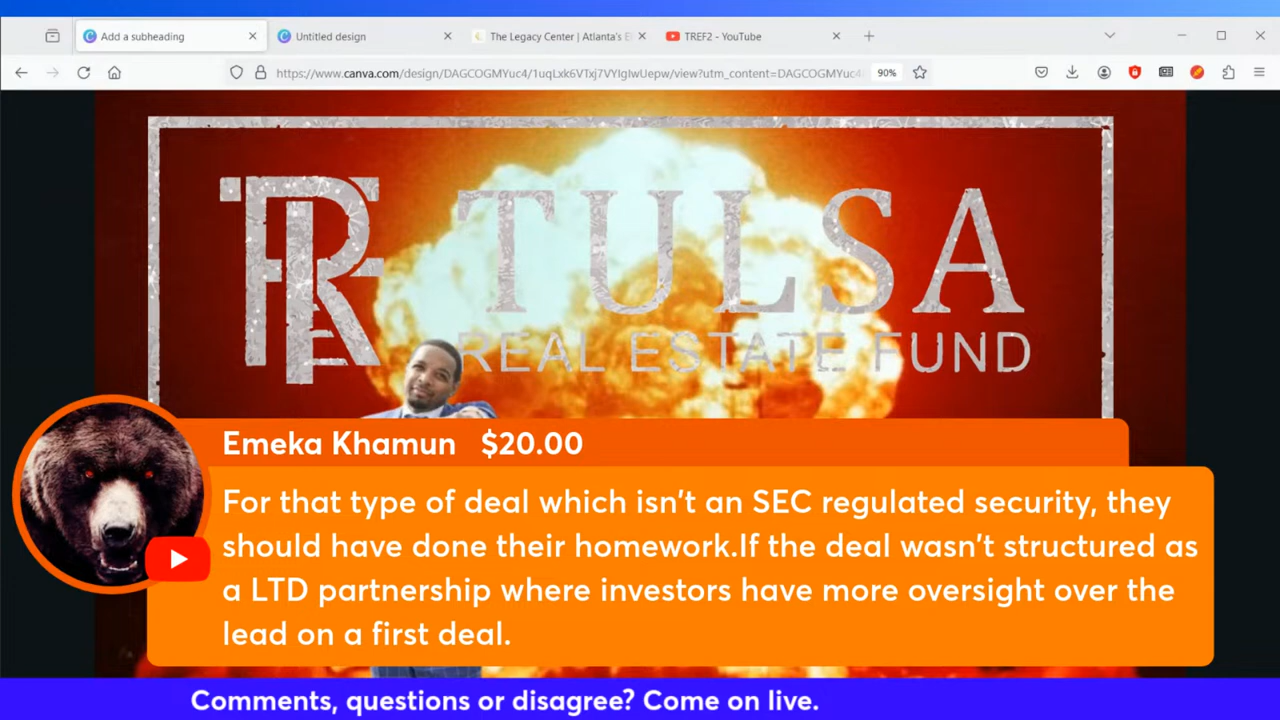 Add a subheading
Untitled design
The Legacy Center | Atlanta's E
TREF2 - YouTube
https://www.canva.com/design/DAGCOGMYuc4/1uqLxk6VTxj7VYIgIwUepw/view?utm_content=DAGCOGMYuc4
90%
TRF
TULSA
REAL ESTATE FUND
Emeka Khamun $20.00
For that type of deal which isn't an SEC regulated security, they
should have done their homework.If the deal wasn't structured as
a LTD partnership where investors have more oversight over the
lead on a first deal.
Comments, questions or disagree? Come on live.